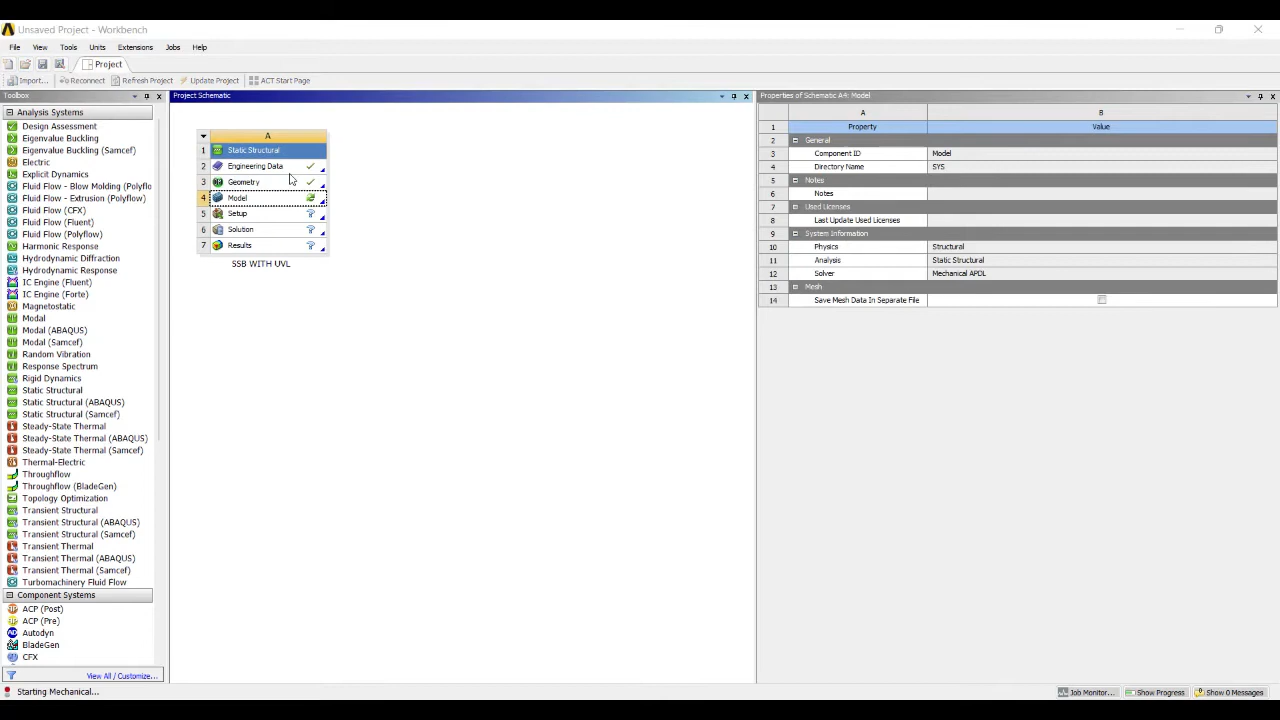 Unsaved Project - Workbench
File View Tools Units Extensions Jobs Help
Project
Import... Reconnect Refresh Project Update Project ACT Start Page
Toolbox
Analysis Systems
Design Assessment
Eigenvalue Buckling
Eigenvalue Buckling (Samcef)
Electric
Explicit Dynamics
Fluid Flow - Blow Molding (Polyflo
Fluid Flow - Extrusion (Polyflow)
Fluid Flow (CFX)
Fluid Flow (Fluent)
Fluid Flow (Polyflow)
Harmonic Response
Hydrodynamic Diffraction
Hydrodynamic Response
IC Engine (Fluent)
IC Engine (Forte)
Magnetostatic
Modal
Modal (ABAQUS)
Modal (Samcef)
Random Vibration
Response Spectrum
Rigid Dynamics
Static Structural
Static Structural (ABAQUS)
Static Structural (Samcef)
Steady-State Thermal
Steady-State Thermal (ABAQUS)
Steady-State Thermal (Samcef)
Thermal-Electric
Throughflow
Throughflow (BladeGen)
Topology Optimization
Transient Structural
Transient Structural (ABAQUS)
Transient Structural (Samcef)
Transient Thermal
Transient Thermal (ABAQUS)
Transient Thermal (Samcef)
Turbomachinery Fluid Flow
Component Systems
ACP (Post)
ACP (Pre)
Autodyn
BladeGen
CFX
View All / Customize...
Project Schematic
A
1 Static Structural
2 Engineering Data
3 Geometry
4 Model
5 Setup
6 Solution
7 Results
SSB WITH UVL
Properties of Schematic A4: Model
A B
1 Property Value
2 General
3 Component ID Model
4 Directory Name SYS
5 Notes
6 Notes
7 Used Licenses
8 Last Update Used Licenses
9 System Information
10 Physics Structural
11 Analysis Static Structural
12 Solver Mechanical APDL
13 Mesh
14 Save Mesh Data In Separate File
Starting Mechanical...
Job Monitor... Show Progress Show 0 Messages